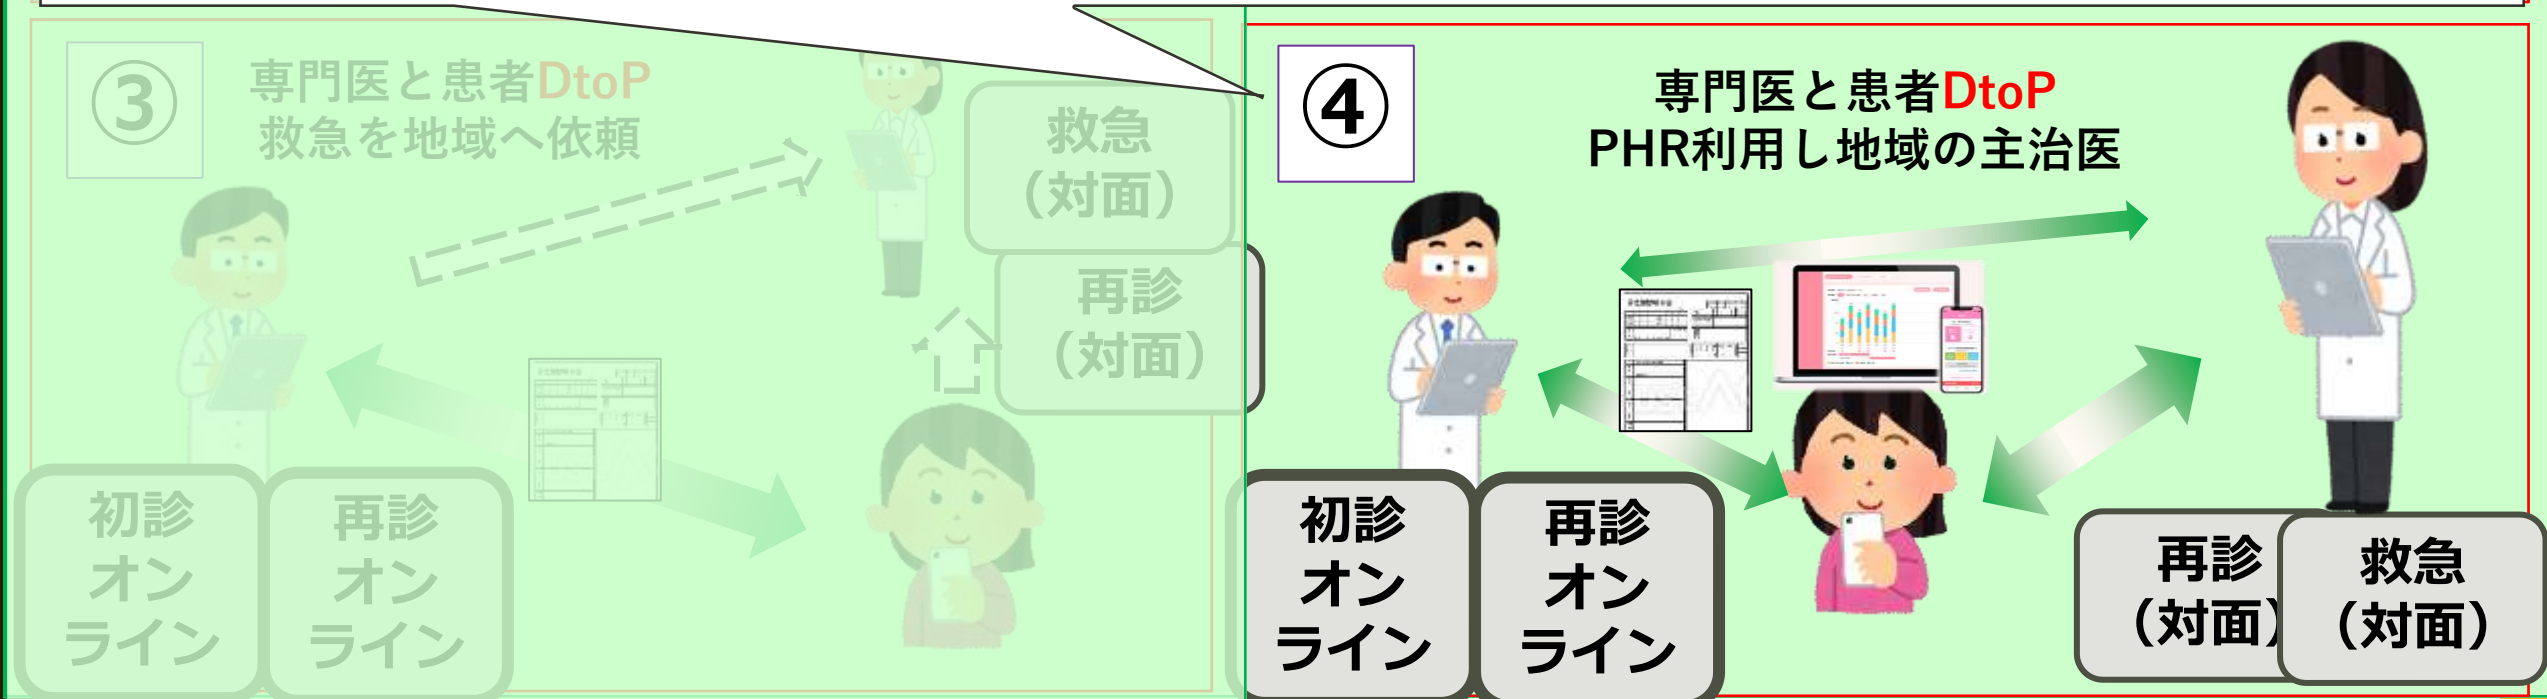 ③
専門医と患者DtoP
救急を地域へ依頼
救急
（対面）
再診
（対面）
初診
オン
ライン
再診
オン
ライン
④
専門医と患者DtoP
PHR利用し地域の主治医
初診
オン
ライン
再診
オン
ライン
再診
（対面）
救急
（対面）